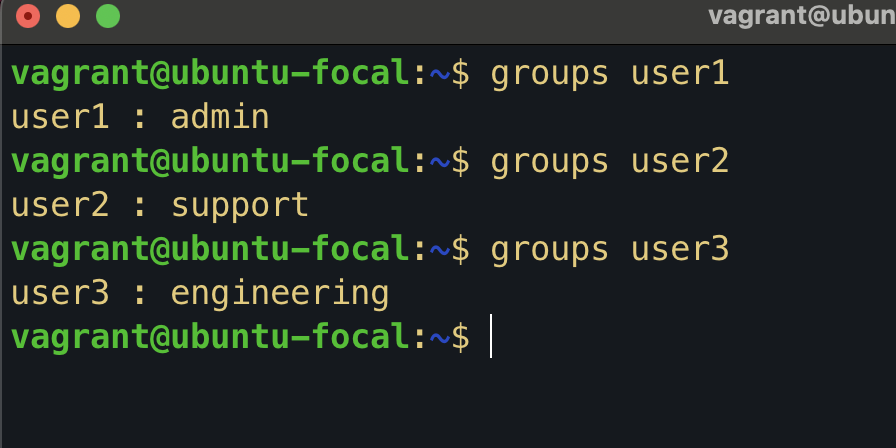 vagrant@ubun
vagrant@ubuntu-focal:~$ groups user1
user1 : admin
vagrant@ubuntu-focal:~$ groups user2
user2 : support
vagrant@ubuntu-focal:~$ groups user3
user3 : engineering
vagrant@ubuntu-focal:~$